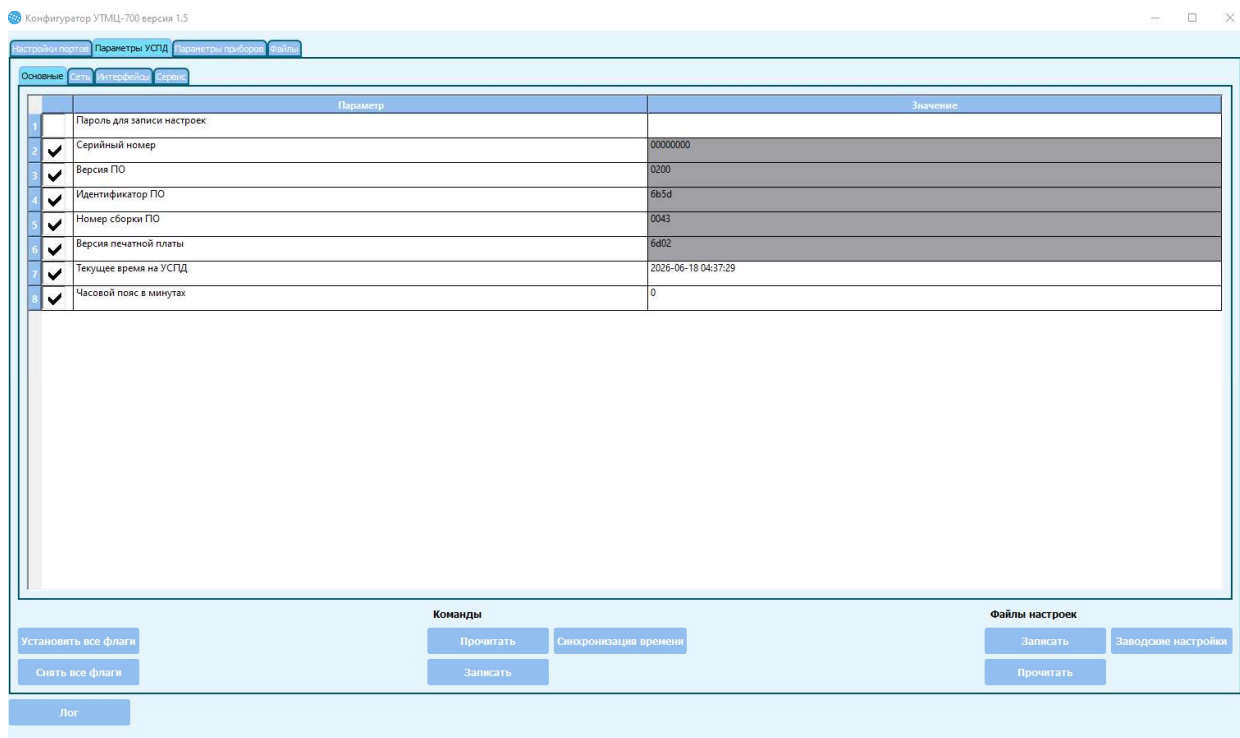 Конфигуратор УТМЦ-700 версия 1.5
Настройки портов Параметры УСПД Параметры приборов Файлы
Основные Сеть Интерфейсы Сервис
Параметр Значение
1 Пароль для записи настроек
2 Серийный номер 00000000
3 Версия ПО 0200
4 Идентификатор ПО 6b5d
5 Номер сборки ПО 0043
6 Версия печатной платы 6d02
7 Текущее время на УСПД 2026-06-18 04:37:29
8 Часовой пояс в минутах 0
Команды Файлы настроек
Установить все флаги Прочитать Синхронизация времени Записать Заводские настройки
Снять все флаги Записать Прочитать
Лог